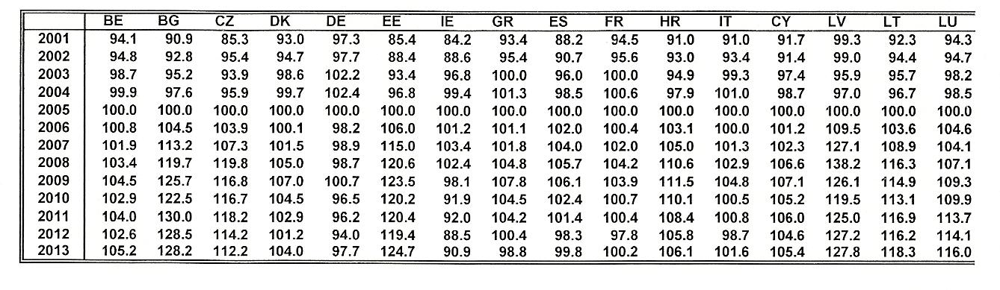 BE BG CZ DK DE EE IE GR ES FR HR IT CY LV LT LU
2001 94.1 90.9 85.3 93.0 97.3 85.4 84.2 93.4 88.2 94.5 91.0 91.0 91.7 99.3 92.3 94.3
2002 94.8 92.8 95.4 94.7 97.7 88.4 88.6 95.4 90.7 95.6 93.0 93.4 91.4 99.0 94.4 94.7
2003 98.7 95.2 93.9 98.6 102.2 93.4 96.8 100.0 96.0 100.0 94.9 99.3 97.4 95.9 95.7 98.2
2004 99.9 97.6 95.9 99.7 102.4 96.8 99.4 101.3 98.5 100.6 97.9 101.0 98.7 97.0 96.7 98.5
2005 100.0 100.0 100.0 100.0 100.0 100.0 100.0 100.0 100.0 100.0 100.0 100.0 100.0 100.0 100.0 100.0
2006 100.8 104.5 103.9 100.1 98.2 106.0 101.2 101.1 102.0 100.4 103.1 100.0 101.2 109.5 103.6 104.6
2007 101.9 113.2 107.3 101.5 98.9 115.0 103.4 101.8 104.0 102.0 105.0 101.3 102.3 127.1 108.9 104.1
2008 103.4 119.7 119.8 105.0 98.7 120.6 102.4 104.8 105.7 104.2 110.6 102.9 106.6 138.2 116.3 107.1
2009 104.5 125.7 116.8 107.0 100.7 123.5 98.1 107.8 106.1 103.9 111.5 104.8 107.1 126.1 114.9 109.3
2010 102.9 122.5 116.7 104.5 96.5 120.2 91.9 104.5 102.4 100.7 110.1 100.5 105.2 119.5 113.1 109.9
2011 104.0 130.0 118.2 102.9 96.2 120.4 92.0 104.2 101.4 100.4 108.4 100.8 106.0 125.0 116.9 113.7
2012 102.6 128.5 114.2 101.2 94.0 119.4 88.5 100.4 98.3 97.8 105.8 98.7 104.6 127.2 116.2 114.1
2013 105.2 128.2 112.2 104.0 97.7 124.7 90.9 98.8 99.8 100.2 106.1 101.6 105.4 127.8 118.3 116.0